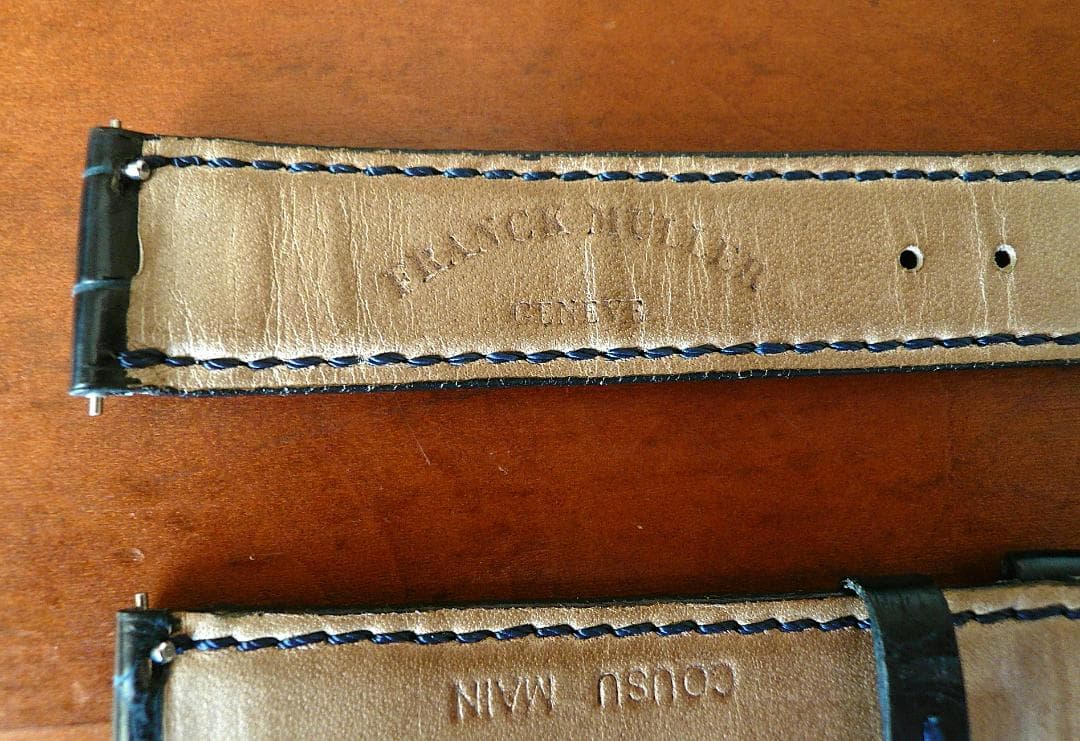 FRANCK MULLER
GENEVE
COUSU MAIN